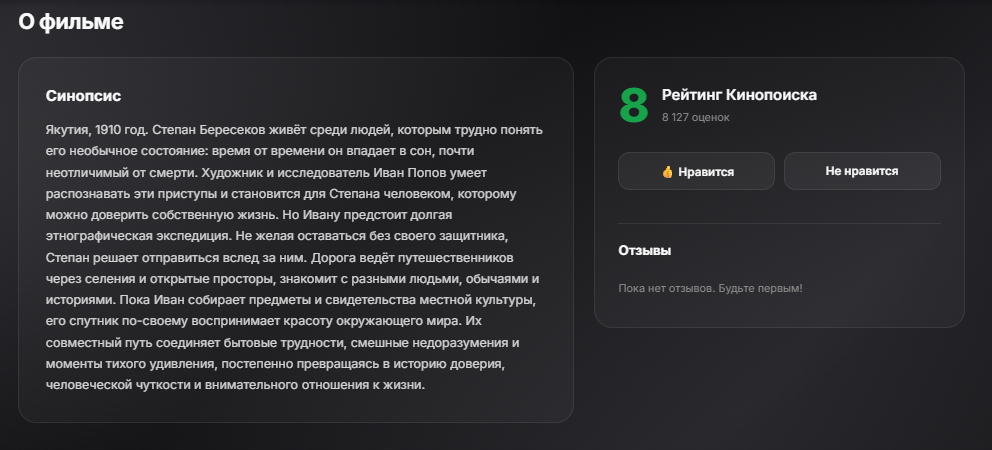 О фильме
Синопсис
Якутия, 1910 год. Степан Бересеков живёт среди людей, которым трудно понять
его необычное состояние: время от времени он впадает в сон, почти
неотличимый от смерти. Художник и исследователь Иван Попов умеет
распознавать эти приступы и становится для Степана человеком, которому
можно доверить собственную жизнь. Но Ивану предстоит долгая
этнографическая экспедиция. Не желая оставаться без своего защитника,
Степан решает отправиться вслед за ним. Дорога ведёт путешественников
через селения и открытые просторы, знакомит с разными людьми, обычаями и
историями. Пока Иван собирает предметы и свидетельства местной культуры,
его спутник по-своему воспринимает красоту окружающего мира. Их
совместный путь соединяет бытовые трудности, смешные недоразумения и
моменты тихого удивления, постепенно превращаясь в историю доверия,
человеческой чуткости и внимательного отношения к жизни.
8
Рейтинг Кинопоиска
8 127 оценок
👍 Нравится
Не нравится
Отзывы
Пока нет отзывов. Будьте первым!